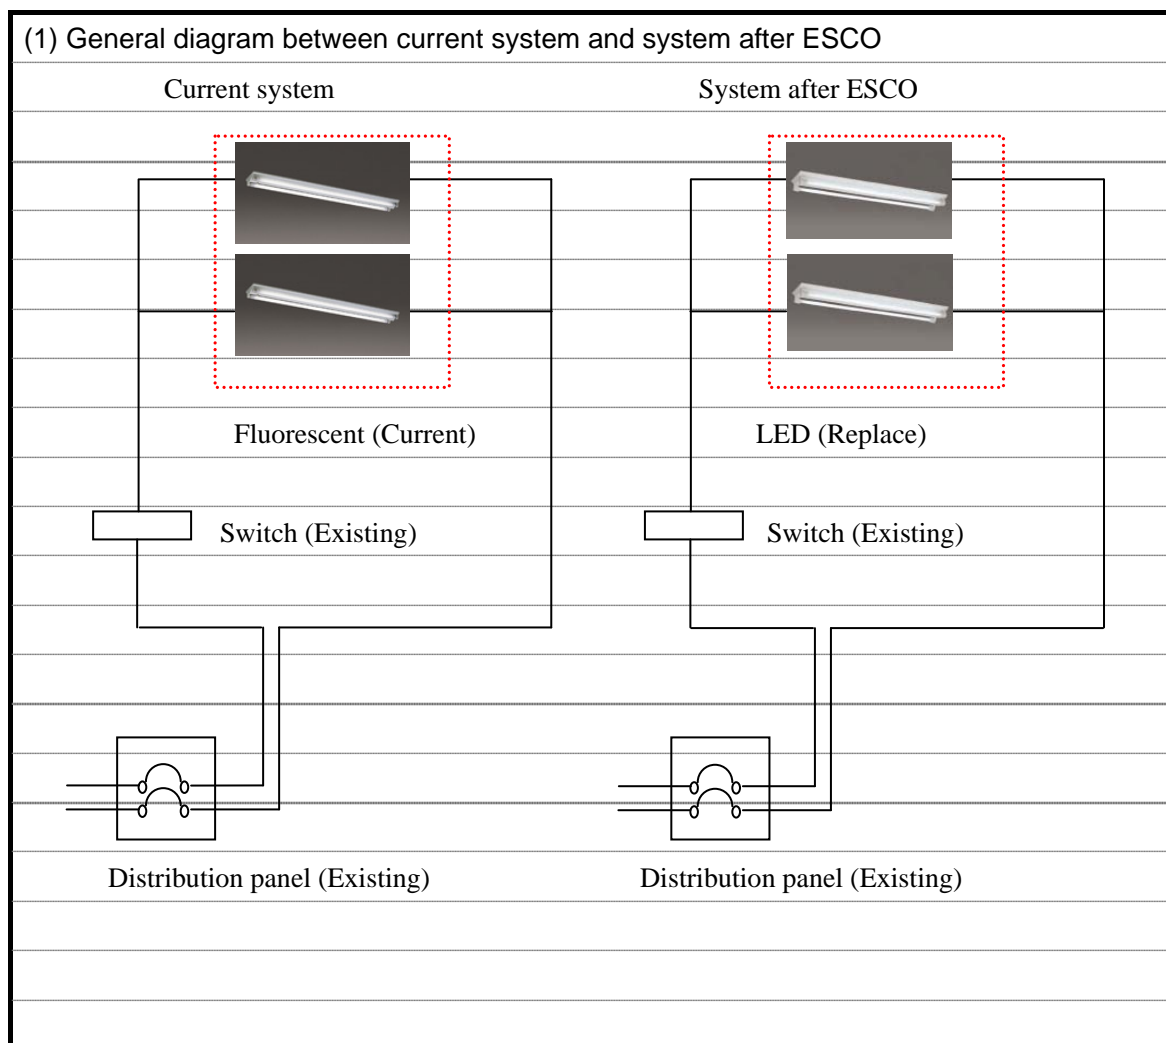 (1) General diagram between current system and system after ESCO
Current system
System after ESCO
Fluorescent (Current)
LED (Replace)
Switch (Existing)
Switch (Existing)
Distribution panel (Existing)
Distribution panel (Existing)